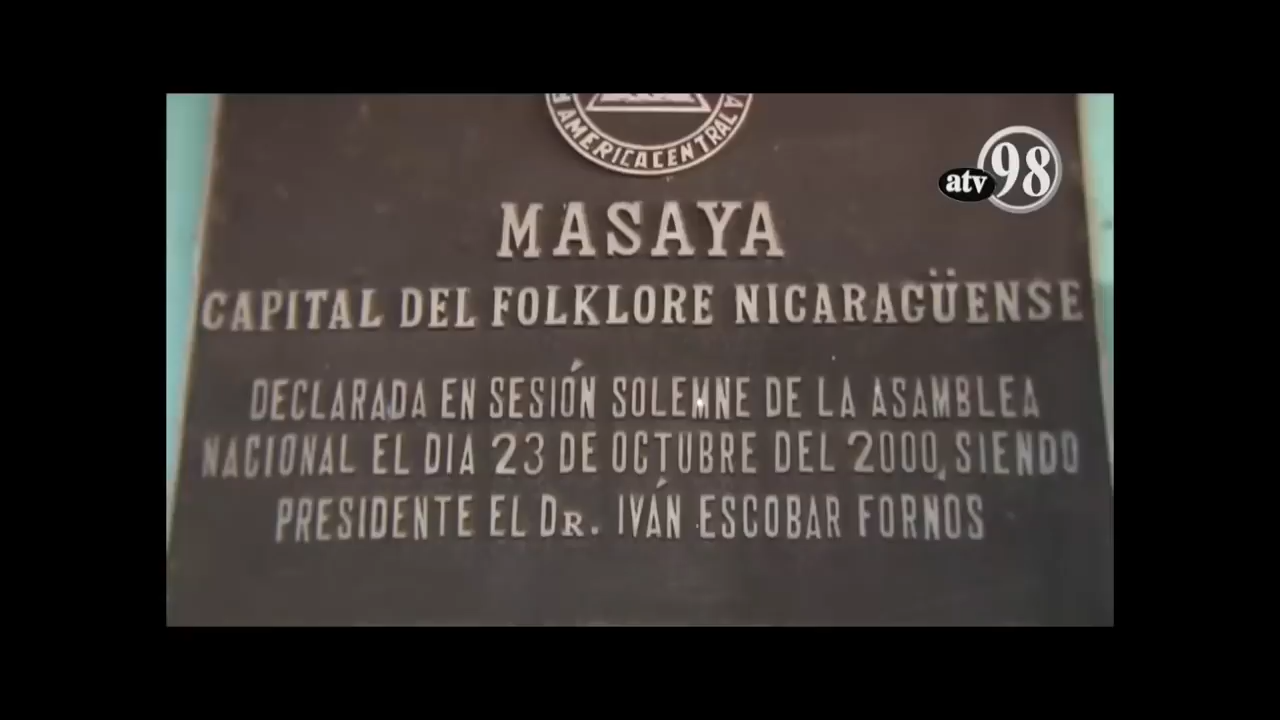 AMERICA CENTRAL
atv 98
MASAYA
CAPITAL DEL FOLKLORE NICARAGÜENSE
DECLARADA EN SESIÓN SOLEMNE DE LA ASAMBLEA
NACIONAL EL DIA 23 DE OCTUBRE DEL 2000, SIENDO
PRESIDENTE EL DR. IVÁN ESCOBAR FORNOS